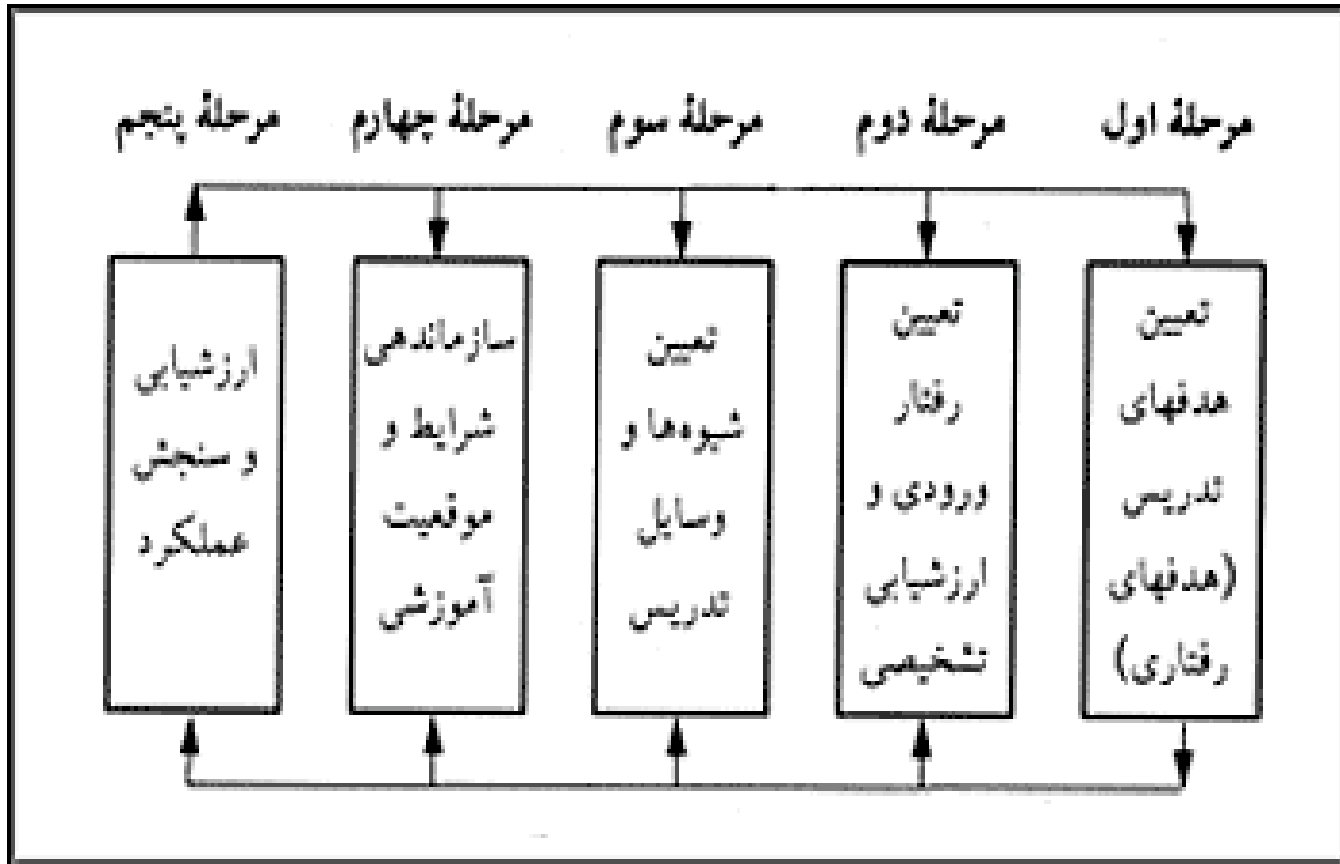 مرحلهٔ اول
مرحلهٔ دوم
مرحلهٔ سوم
مرحلهٔ چهارم
مرحلهٔ پنجم
تعیین
هدفهای
تدریس
(هدفهای
رفتاری)
تعیین
رفتار
ورودی و
ارزشیابی
تشخیصی
تعیین
شیوه‌ها و
وسایل
تدریس
سازماندهی
شرایط و
موقعیت
آموزشی
ارزشیابی
و سنجش
عملکرد